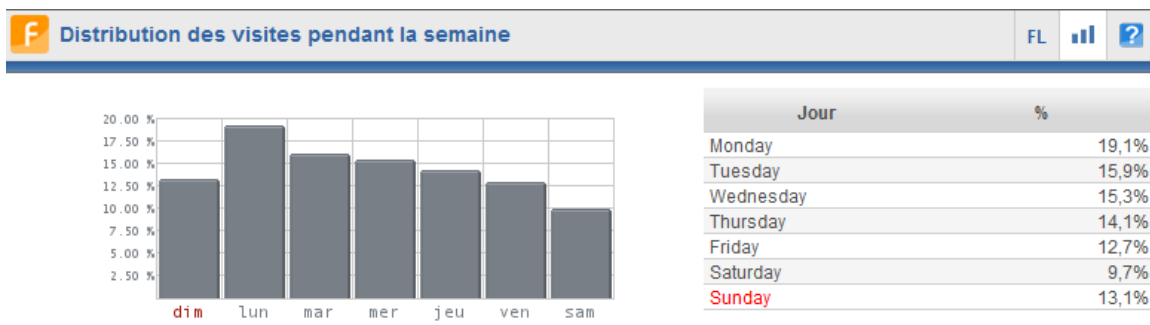 F Distribution des visites pendant la semaine FL ?
20.00 %
17.50 %
15.00 %
12.50 %
10.00 %
7.50 %
5.00 %
2.50 %
dim lun mar mer jeu ven sam
Jour %
Monday 19,1%
Tuesday 15,9%
Wednesday 15,3%
Thursday 14,1%
Friday 12,7%
Saturday 9,7%
Sunday 13,1%